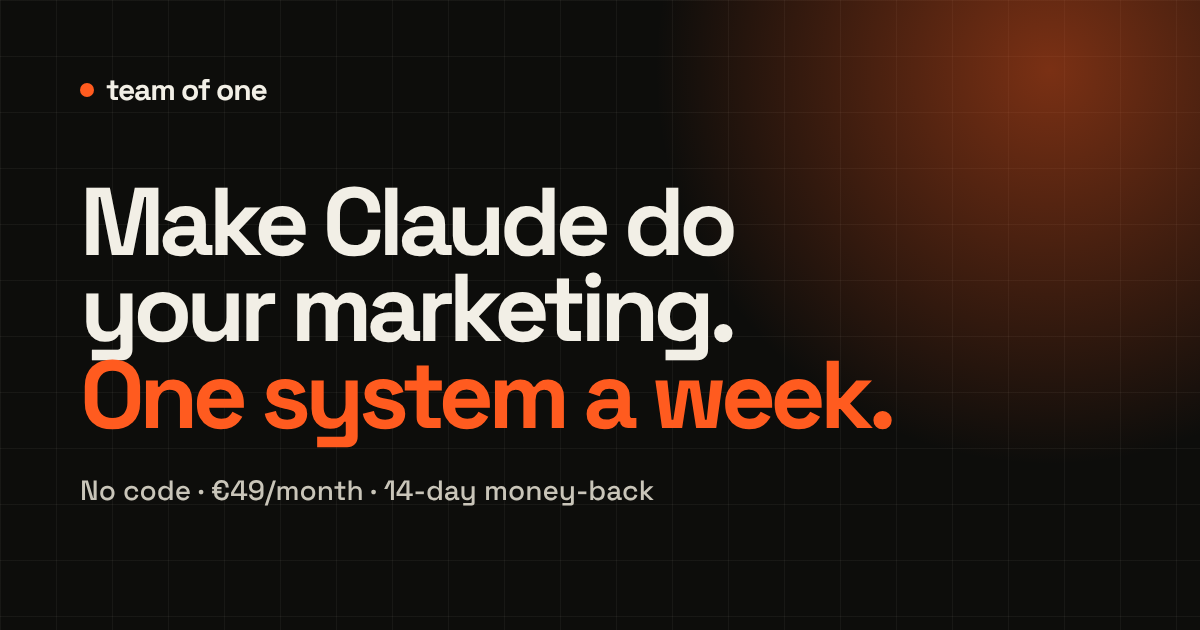 team of one
Make Claude do
your marketing.
One system a week.
No code · €49/month · 14-day money-back